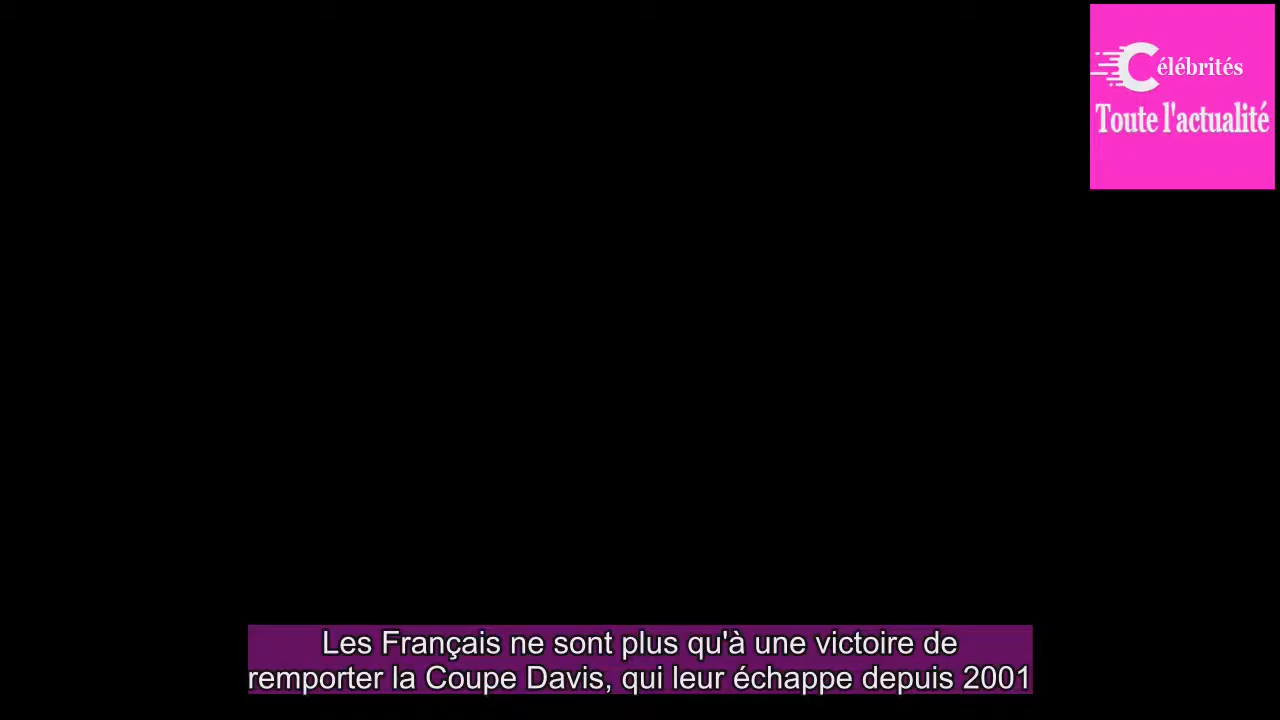 Célébrités
Toute l'actualité
Les Français ne sont plus qu'à une victoire de
remporter la Coupe Davis, qui leur échappe depuis 2001